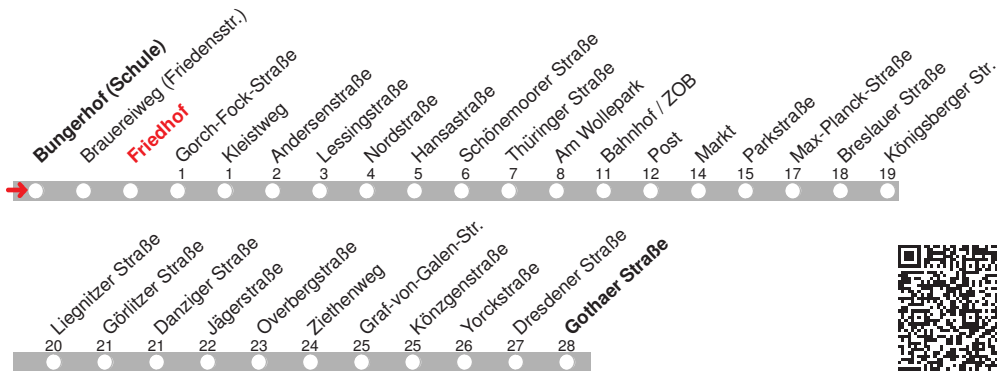 Bungerhof (Schule)
Brauereiweg (Friedensstr.)
Friedhof
Gorch-Fock-Straße
Kleistweg
Andersenstraße
Lessingstraße
Nordstraße
Hansastraße
Schönemoorer Straße
Thüringer Straße
Am Wollepark
Bahnhof / ZOB
Post
Markt
Parkstraße
Max-Planck-Straße
Breslauer Straße
Königsberger Str.
1 1 2 3 4 5 6 7 8 11 12 14 15 17 18 19
Liegnitzer Straße
Görlitzer Straße
Danziger Straße
Jägerstraße
Overbergstraße
Ziethenweg
Graf-von-Galen-Str.
Könzgenstraße
Yorckstraße
Dresdener Straße
Gothaer Straße
20 21 21 22 23 24 25 25 26 27 28